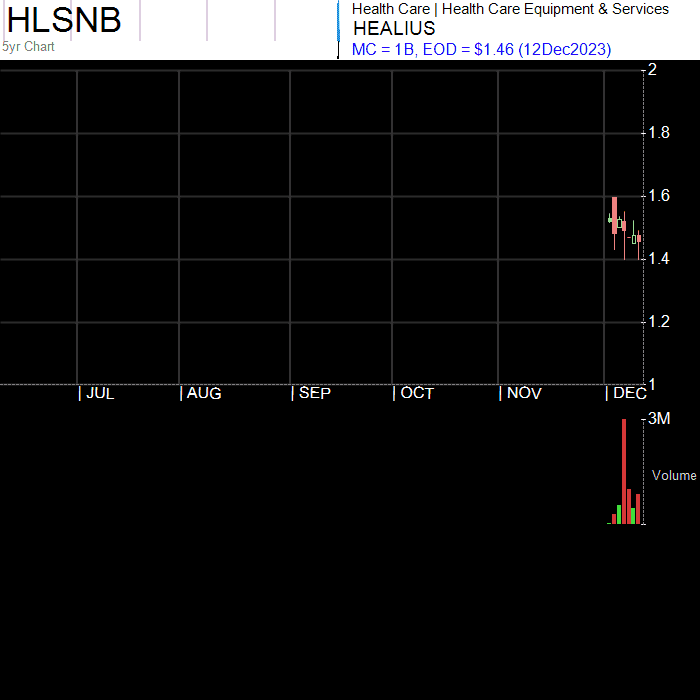 HLSNB
5yr Chart
Health Care | Health Care Equipment & Services
HEALIUS
MC = 1B, EOD = $1.46 (12Dec2023)
2
1.8
1.6
1.4
1.2
1
| JUL | AUG | SEP | OCT | NOV | DEC
3M
Volume